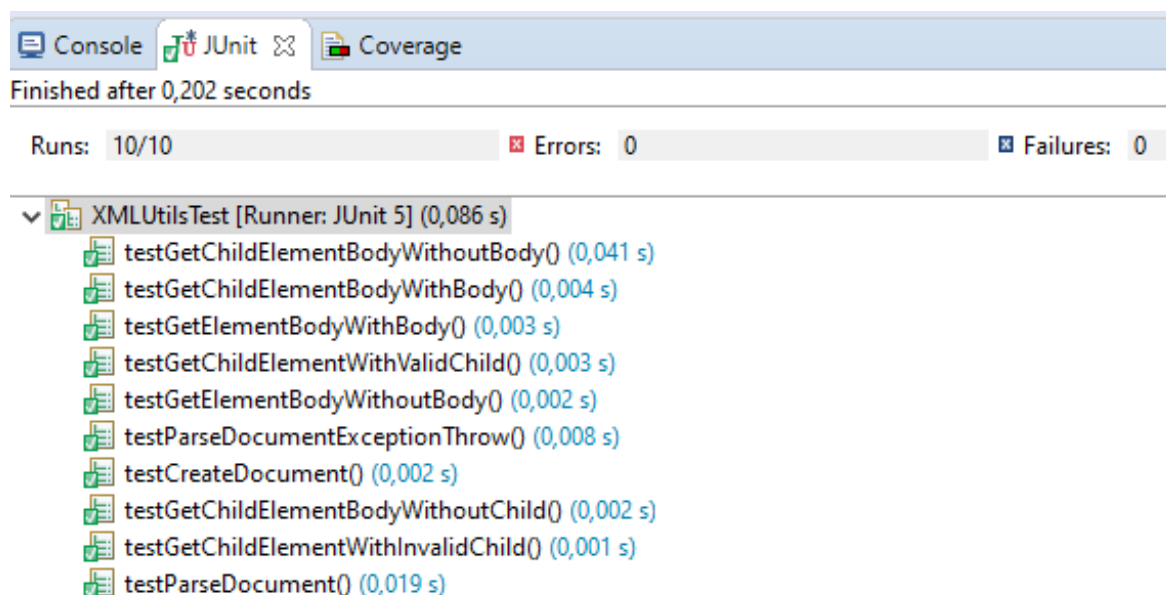 Console JUnit Coverage
Finished after 0,202 seconds
Runs: 10/10 Errors: 0 Failures: 0
XMLUtilsTest [Runner: JUnit 5] (0,086 s)
testGetChildElementBodyWithoutBody() (0,041 s)
testGetChildElementBodyWithBody() (0,004 s)
testGetElementBodyWithBody() (0,003 s)
testGetChildElementWithValidChild() (0,003 s)
testGetElementBodyWithoutBody() (0,002 s)
testParseDocumentExceptionThrow() (0,008 s)
testCreateDocument() (0,002 s)
testGetChildElementBodyWithoutChild() (0,002 s)
testGetChildElementWithInvalidChild() (0,001 s)
testParseDocument() (0,019 s)